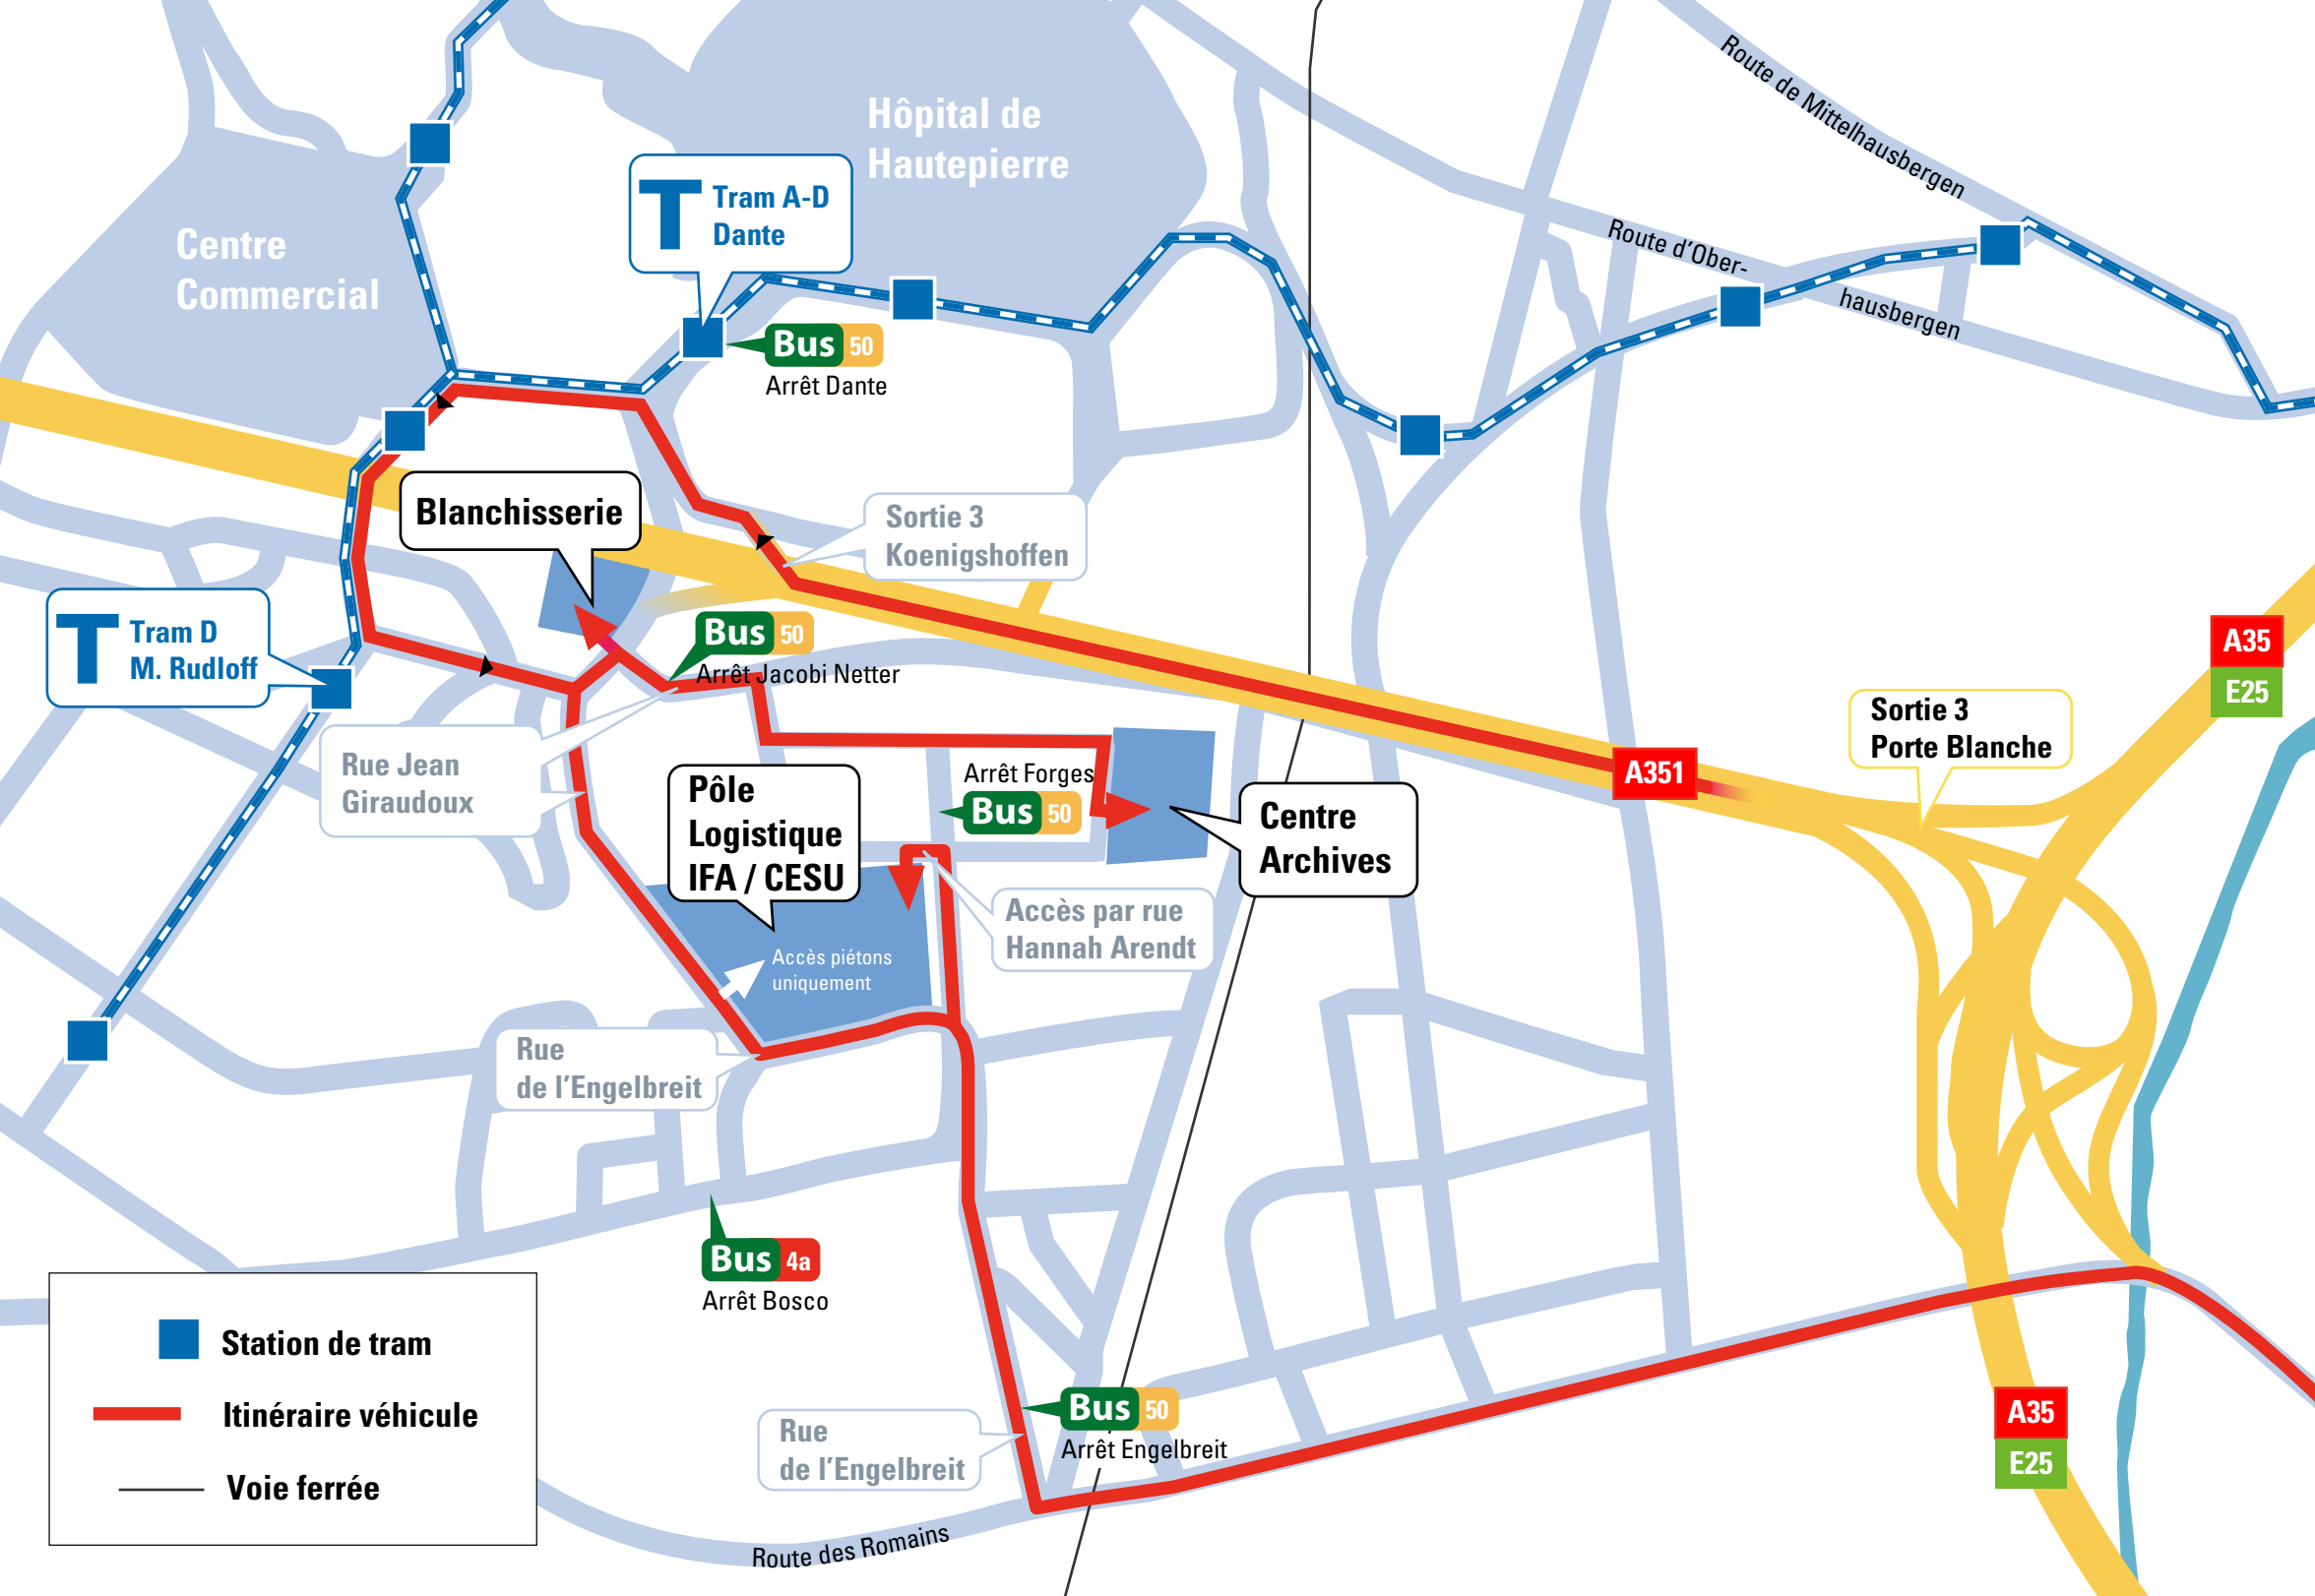 Route de Mittelhausbergen
Hôpital de
Hautepierre
T
Tram A-D
Dante
Centre
Commercial
Route d'Ober-
hausbergen
Bus 50
Arrêt Dante
Blanchisserie
Sortie 3
Koenigshoffen
T
Tram D
M. Rudloff
Bus 50
Arrêt Jacobi Netter
A35
E25
Sortie 3
Porte Blanche
Rue Jean
Giraudoux
A351
Pôle
Logistique
IFA / CESU
Arrêt Forges
Bus 50
Centre
Archives
Accès par rue
Hannah Arendt
Accès piétons
uniquement
Rue
de l'Engelbreit
Bus 4a
Arrêt Bosco
Station de tram
Itinéraire véhicule
Voie ferrée
Bus 50
Arrêt Engelbreit
Rue
de l'Engelbreit
A35
E25
Route des Romains